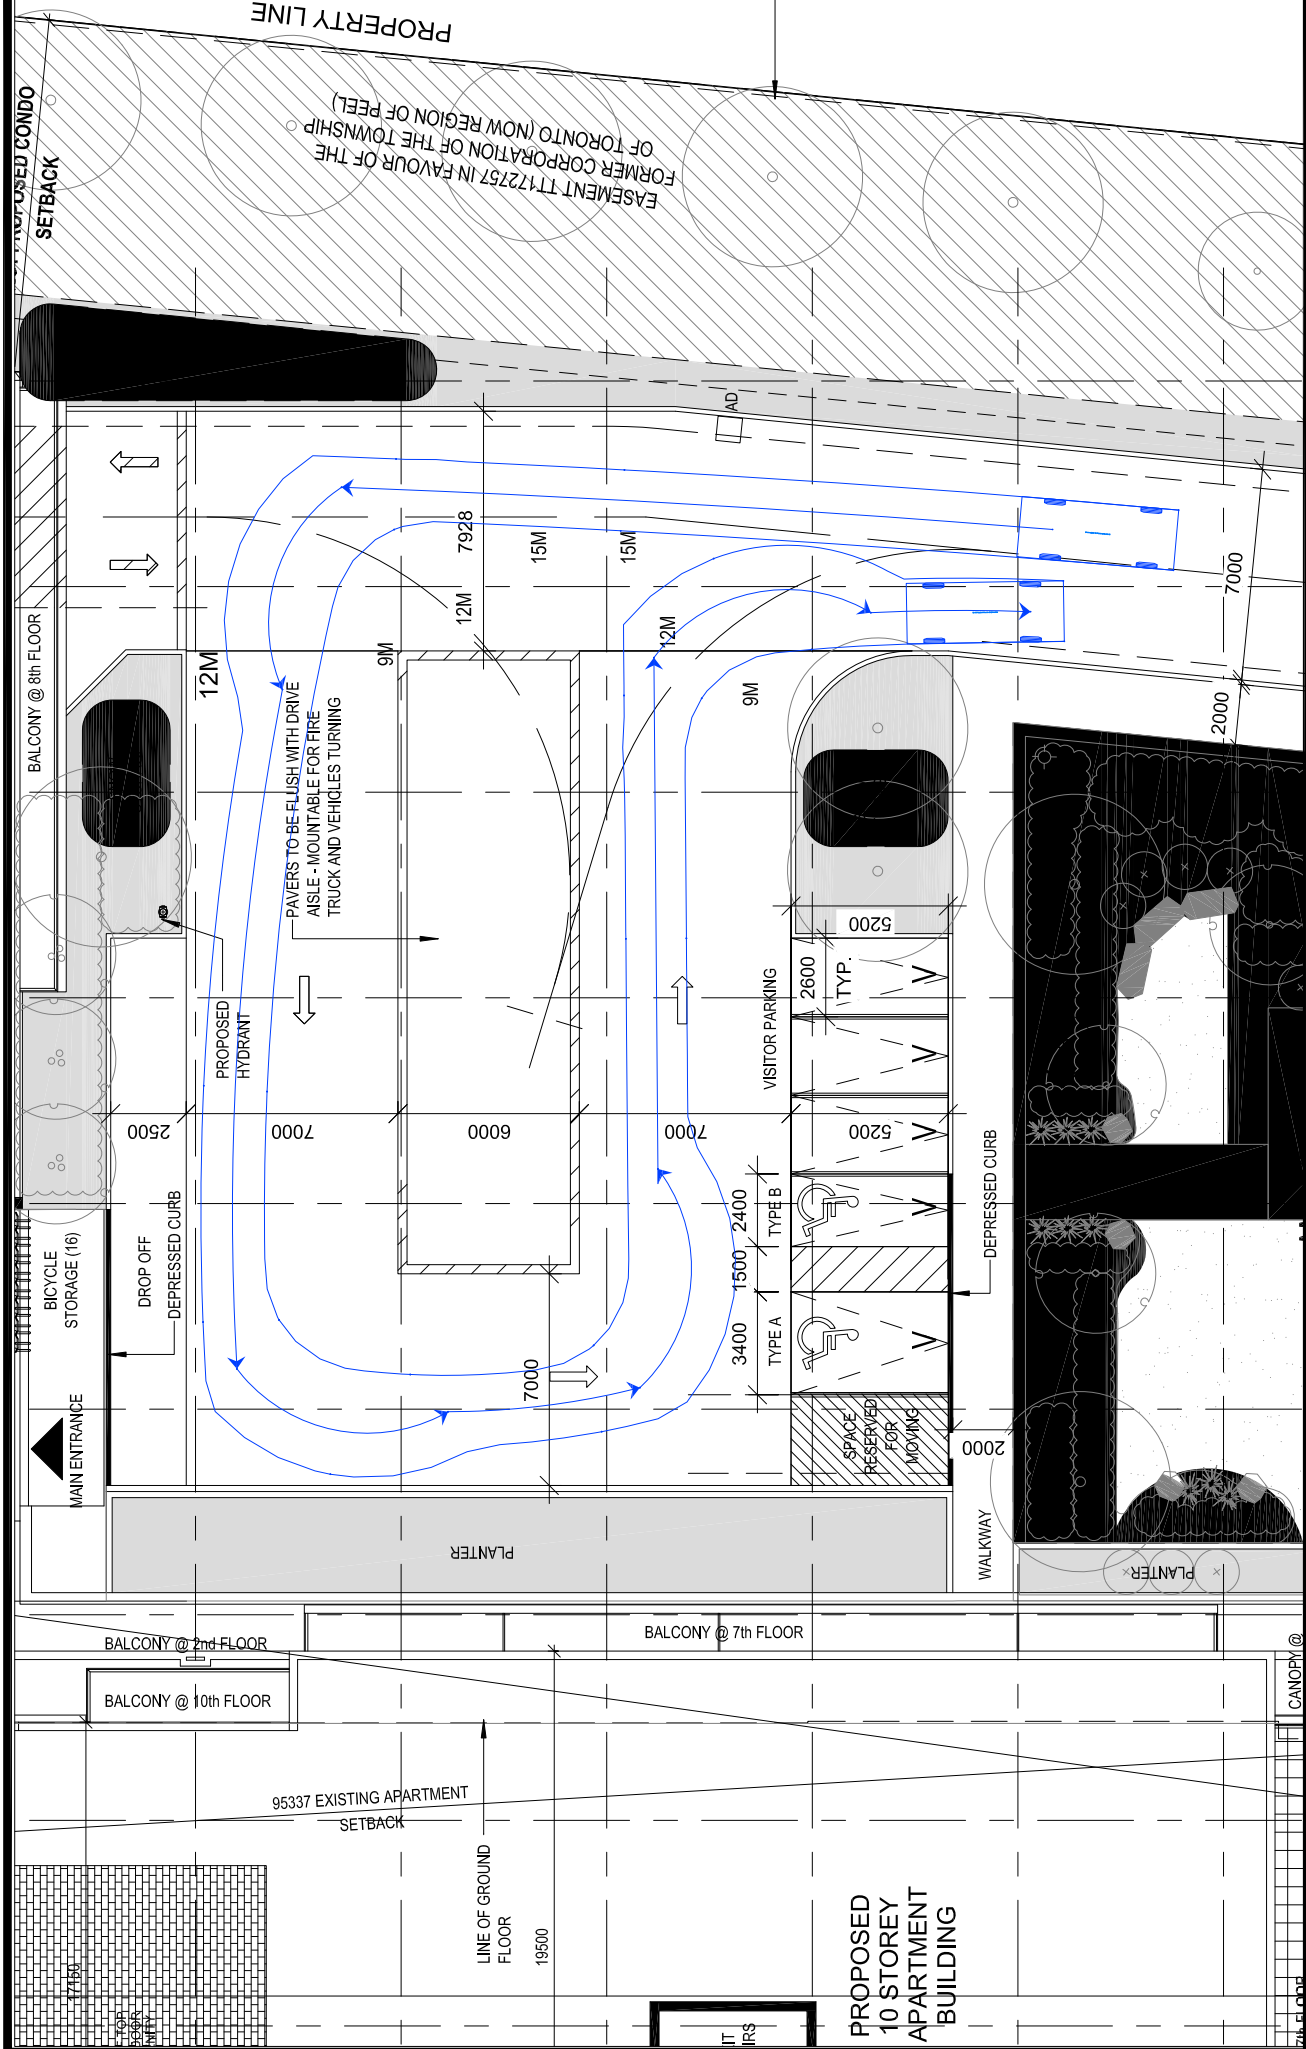 PROPERTY LINE
PROPOSED CONDO
SETBACK
EASEMENT TT172757 IN FAVOUR OF THE
FORMER CORPORATION OF THE TOWNSHIP
OF TORONTO (NOW REGION OF PEEL)
AD
7928
15M
15M
12M
12M
9M
12M
9M
7000
2000
BALCONY @ 8th FLOOR
PAVERS TO BE FLUSH WITH DRIVE
AISLE - MOUNTABLE FOR FIRE
TRUCK AND VEHICLES TURNING
PROPOSED
HYDRANT
VISITOR PARKING
5200
2600
TYP.
V
V
V
V
V
2500
7000
6000
7000
5200
2400
TYPE B
1500
3400
TYPE A
DEPRESSED CURB
BICYCLE
STORAGE (16)
DROP OFF
DEPRESSED CURB
MAIN ENTRANCE
7000
SPACE
RESERVED
FOR
MOVING
2000
WALKWAY
PLANTER
PLANTER
BALCONY @ 2nd FLOOR
BALCONY @ 7th FLOOR
BALCONY @ 10th FLOOR
CANOPY @
95337 EXISTING APARTMENT
SETBACK
LINE OF GROUND
FLOOR
19500
17150
PROPOSED
10 STOREY
APARTMENT
BUILDING
7th FLOOR